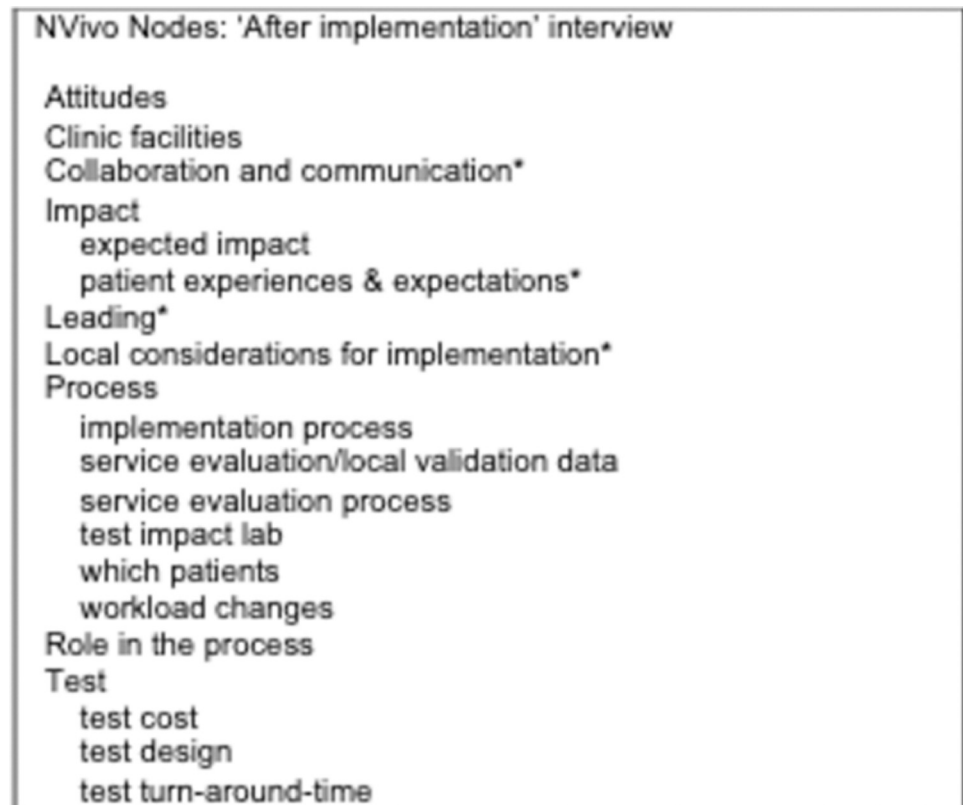 NVivo Nodes: 'After implementation' interview
Attitudes
Clinic facilities
Collaboration and communication*
Impact
expected impact
patient experiences & expectations*
Leading*
Local considerations for implementation*
Process
implementation process
service evaluation/local validation data
service evaluation process
test impact lab
which patients
workload changes
Role in the process
Test
test cost
test design
test turn-around-time